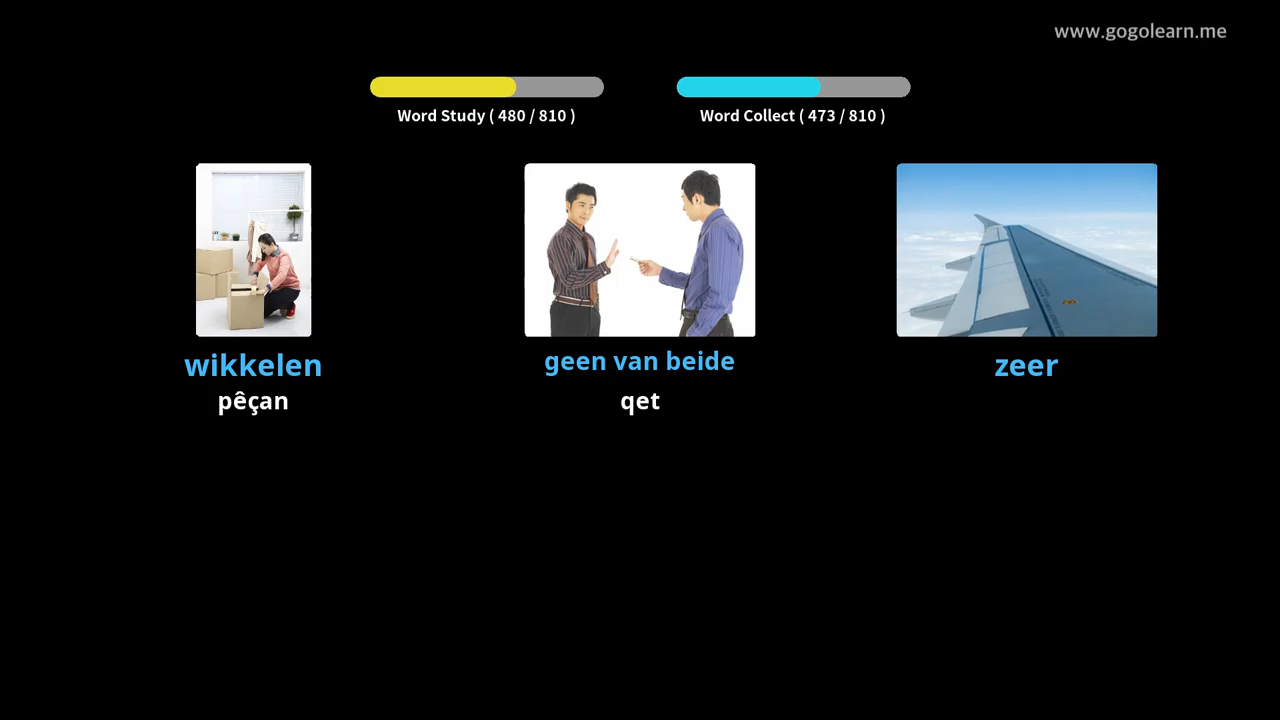 www.gogolearn.me
Word Study ( 480 / 810 )
Word Collect ( 473 / 810 )
wikkelen
pêçan
geen van beide
qet
zeer